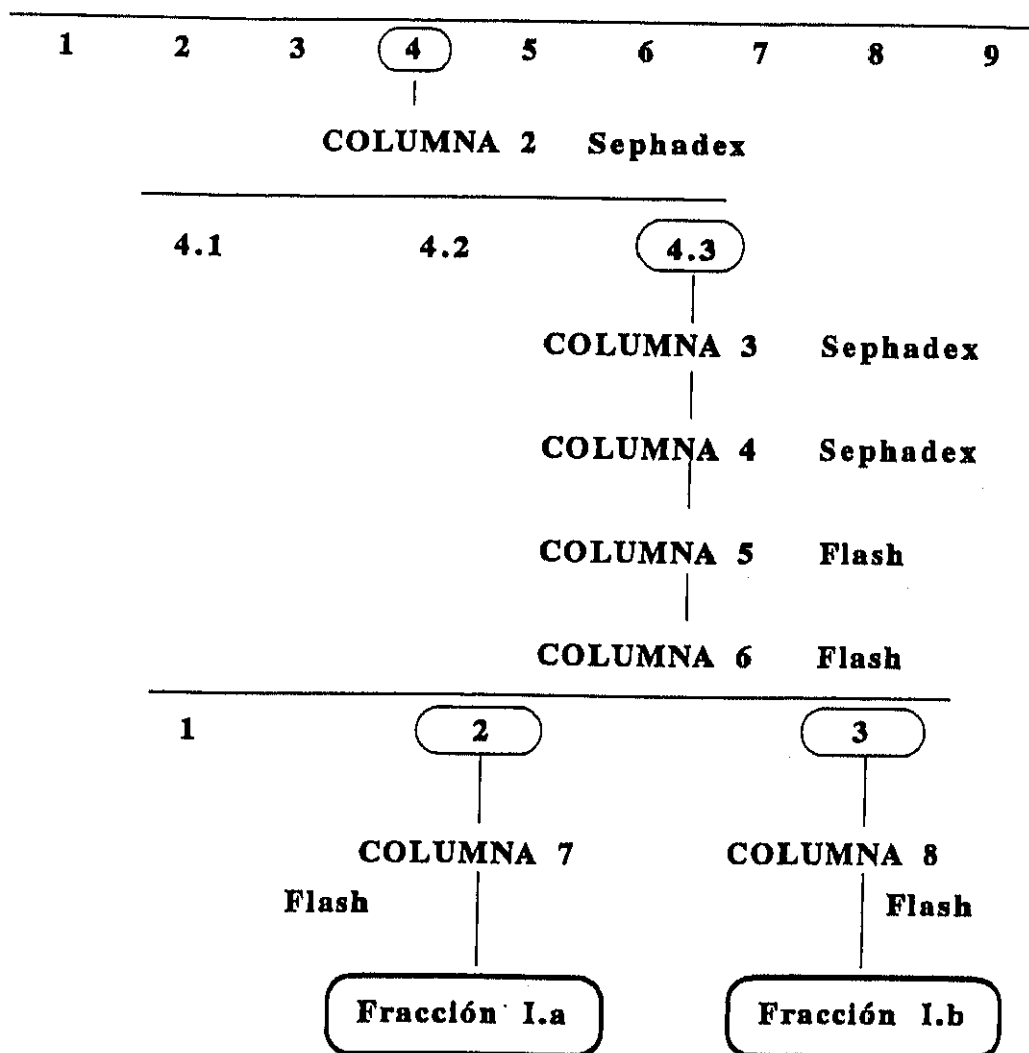 1 2 3 4 5 6 7 8 9
COLUMNA 2 Sephadex
4.1 4.2 4.3
COLUMNA 3 Sephadex
COLUMNA 4 Sephadex
COLUMNA 5 Flash
COLUMNA 6 Flash
1 2 3
COLUMNA 7 COLUMNA 8
Flash Flash
Fracción I.a Fracción I.b